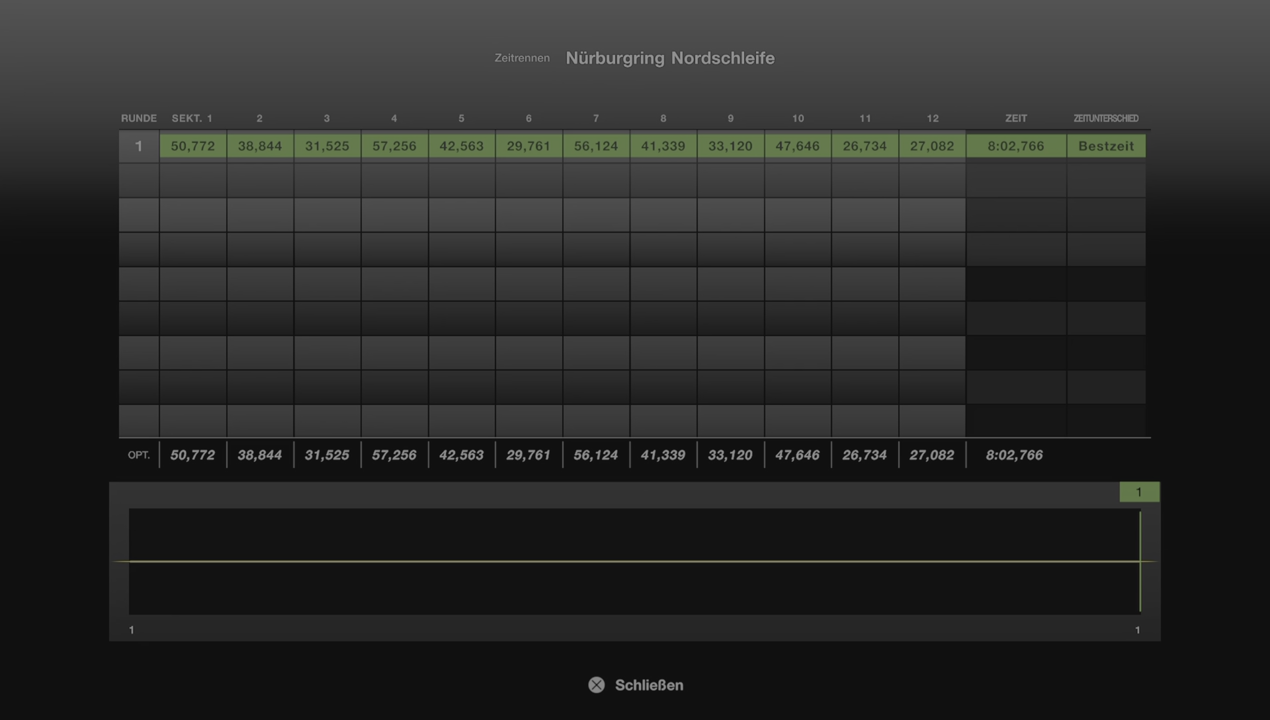 Zeitrennen Nürburgring Nordschleife
RUNDE SEKT. 1 2 3 4 5 6 7 8 9 10 11 12 ZEIT ZEITUNTERSCHIED
1 50,772 38,844 31,525 57,256 42,563 29,761 56,124 41,339 33,120 47,646 26,734 27,082 8:02,766 Bestzeit
OPT. 50,772 38,844 31,525 57,256 42,563 29,761 56,124 41,339 33,120 47,646 26,734 27,082 8:02,766
1
1 1
Schließen